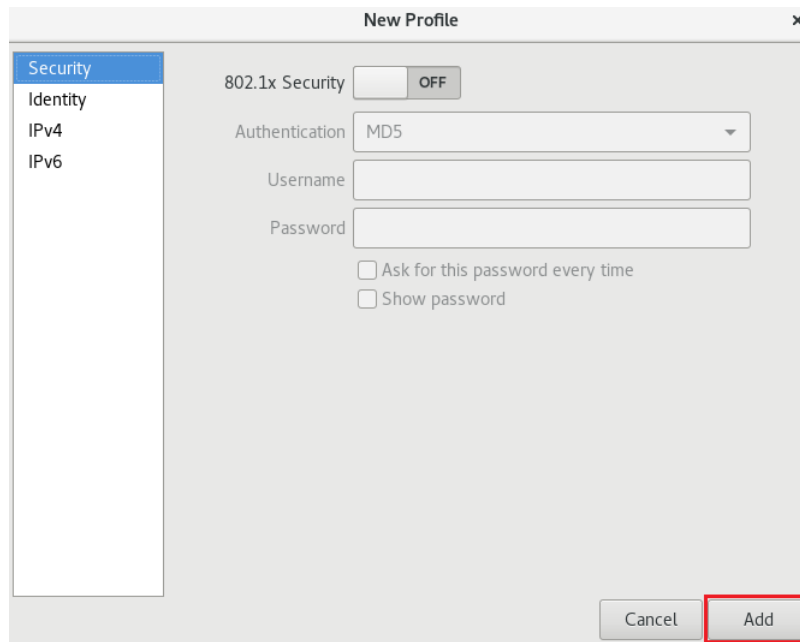 New Profile
Security
Identity
IPv4
IPv6
802.1x Security OFF
Authentication MD5
Username
Password
Ask for this password every time
Show password
Cancel Add